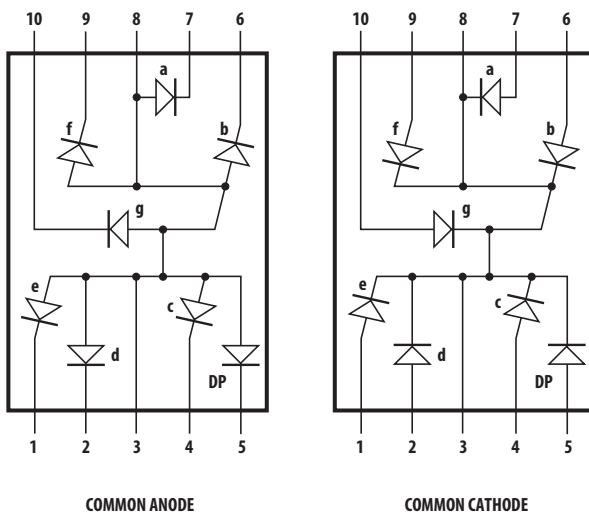 10 9 8 7 6 10 9 8 7 6
a a
f b f b
g g
e c e c
d d
DP DP
1 2 3 4 5 1 2 3 4 5
COMMON ANODE COMMON CATHODE